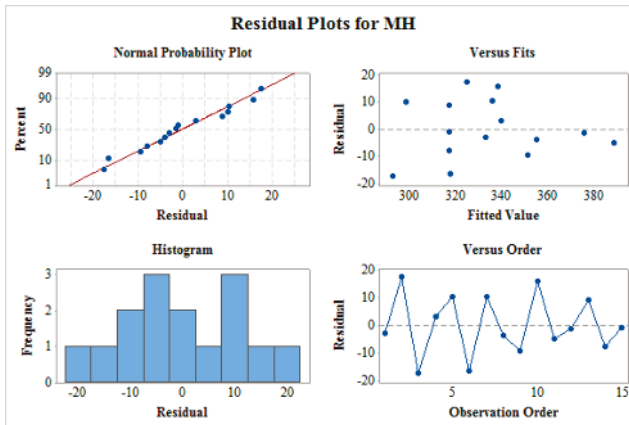 Residual Plots for MH
Normal Probability Plot
99
90
50
10
1
Percent
-20 -10 0 10 20
Residual
Versus Fits
20
10
0
-10
-20
Residual
300 320 340 360 380
Fitted Value
Histogram
3
2
1
0
Frequency
-20 -10 0 10 20
Residual
Versus Order
20
10
0
-10
-20
Residual
5 10 15
Observation Order